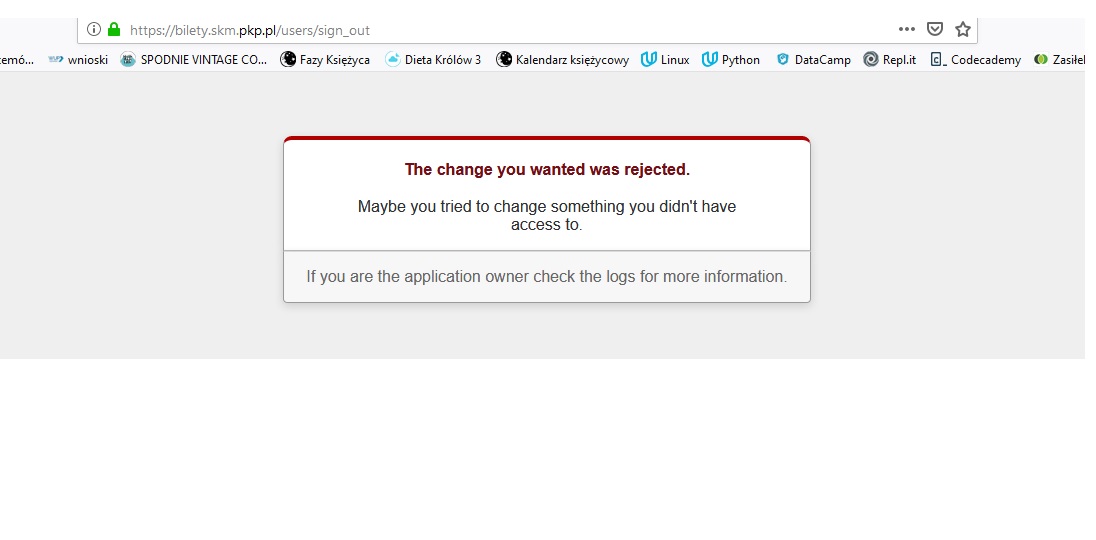 https://bilety.skm.pkp.pl/users/sign_out
zemó... wnioski SPODNIE VINTAGE CO... Fazy Księżyca Dieta Królów 3 Kalendarz księżycowy Linux Python DataCamp Repl.it Codecademy Zasiłek
The change you wanted was rejected.
Maybe you tried to change something you didn't have
access to.
If you are the application owner check the logs for more information.